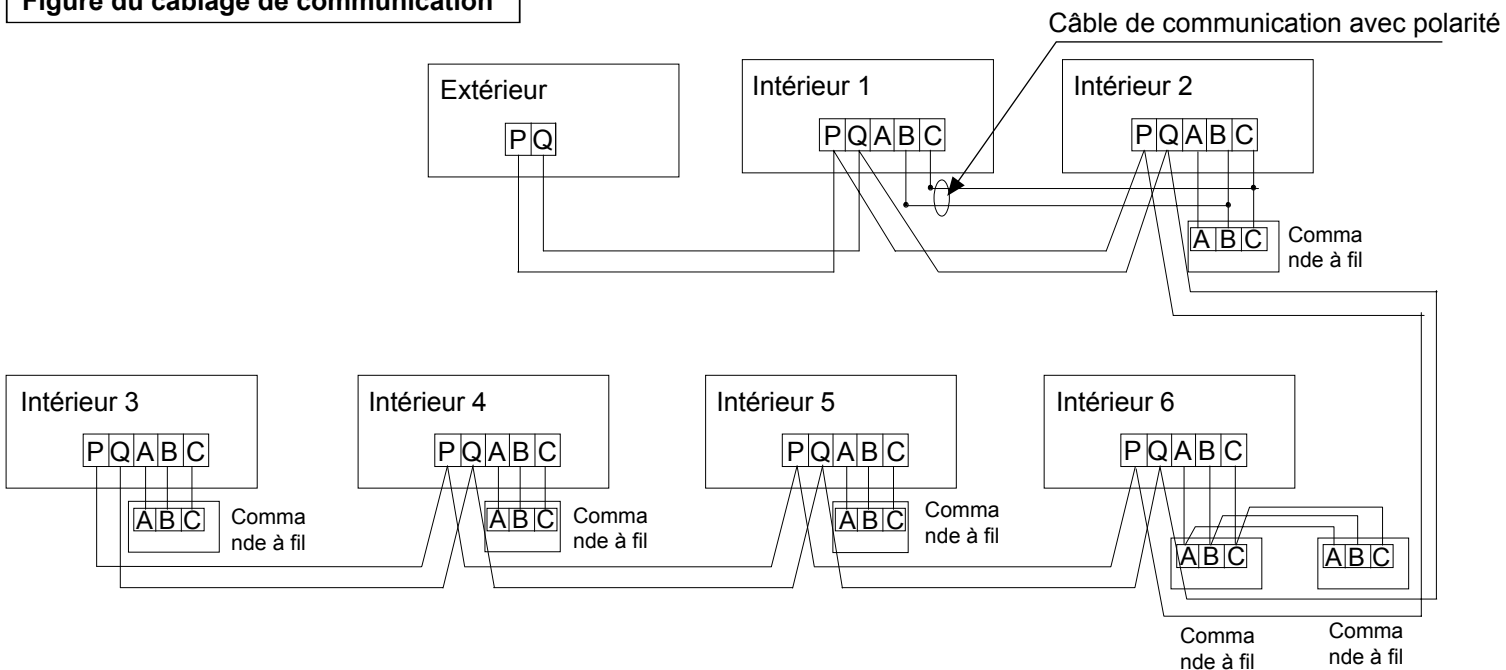 Figure du câblage de communication
Câble de communication avec polarité
Extérieur
P Q
Intérieur 1
P Q A B C
Intérieur 2
P Q A B C
A B C
Comma
nde à fil
Intérieur 3
P Q A B C
A B C
Comma
nde à fil
Intérieur 4
P Q A B C
A B C
Comma
nde à fil
Intérieur 5
P Q A B C
A B C
Comma
nde à fil
Intérieur 6
P Q A B C
A B C
Comma
nde à fil
A B C
Comma
nde à fil